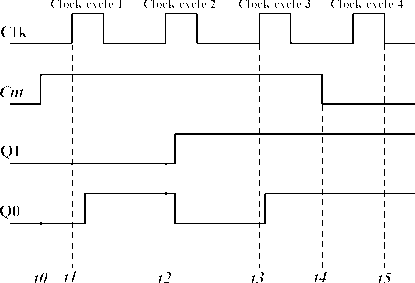 Clock cycle 1 Clock cycle 2 Clock cycle 3 Clock cycle 4
Clk
Cnt
Q1
Q0
t0 t1 t2 t3 t4 t5